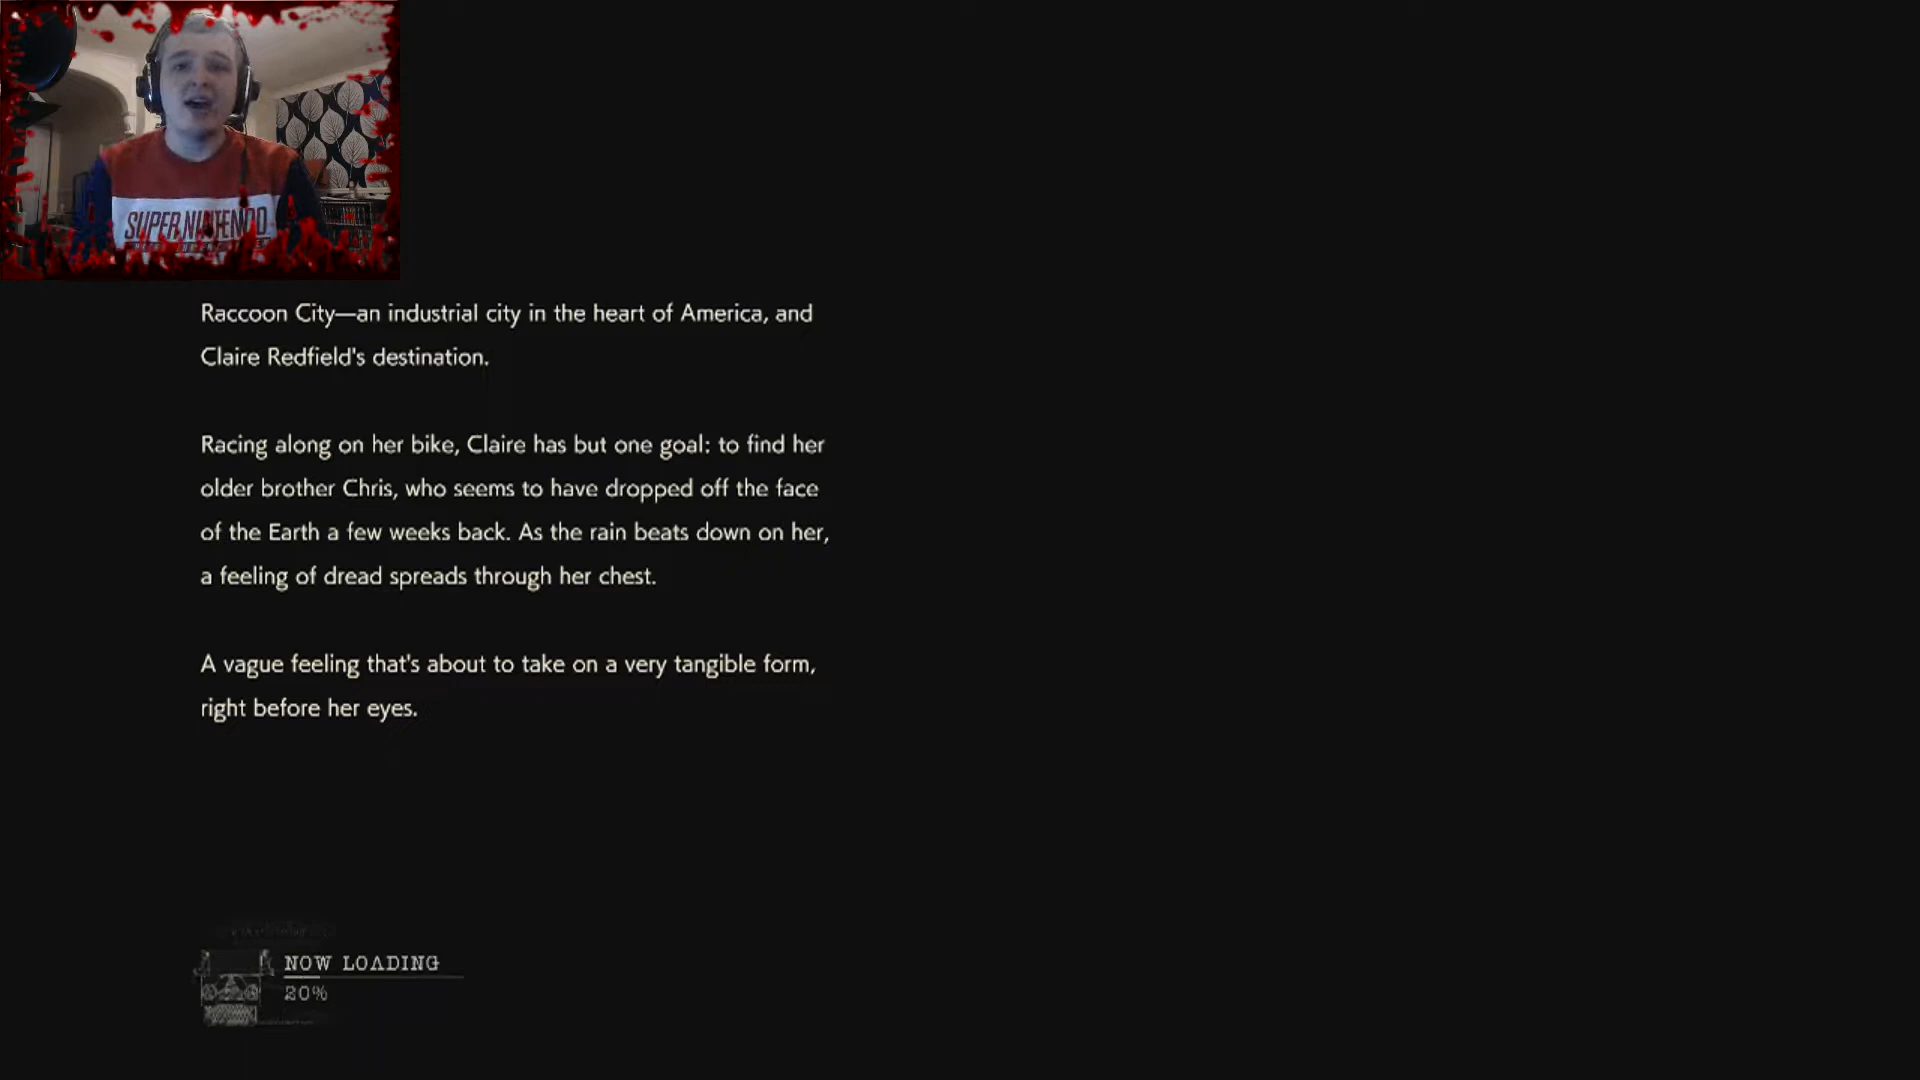 SUPER NINTENDO
Raccoon City—an industrial city in the heart of America, and
Claire Redfield's destination.
Racing along on her bike, Claire has but one goal: to find her
older brother Chris, who seems to have dropped off the face
of the Earth a few weeks back. As the rain beats down on her,
a feeling of dread spreads through her chest.
A vague feeling that's about to take on a very tangible form,
right before her eyes.
NOW LOADING
20%